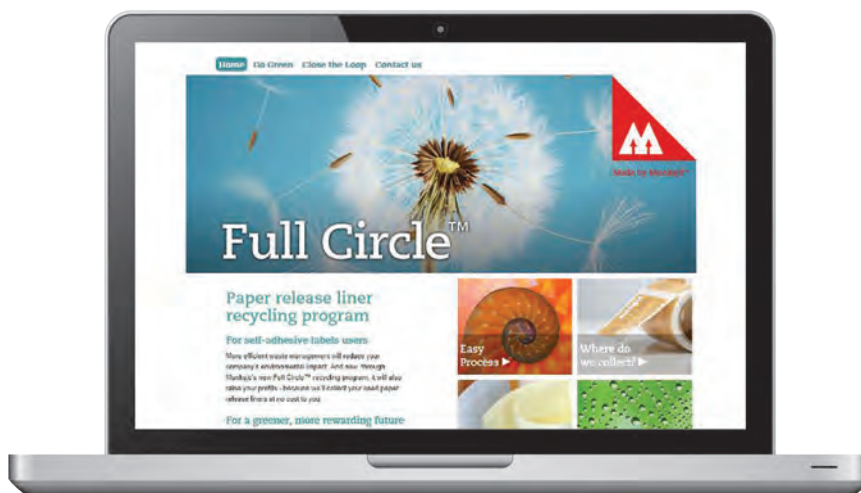 Home Go Green Close the Loop Contact us
Made by Munksjö™
Full Circle™
Paper release liner
recycling program
For self-adhesive labels users
More efficient waste management will reduce your
company's environmental impact. And now through
Munksjö's new Full Circle™ recycling program, it will also
raise your profits - because we'll collect your used paper
release liners at no cost to you
For a greener, more rewarding future
Easy
Process
Where do
we collect?